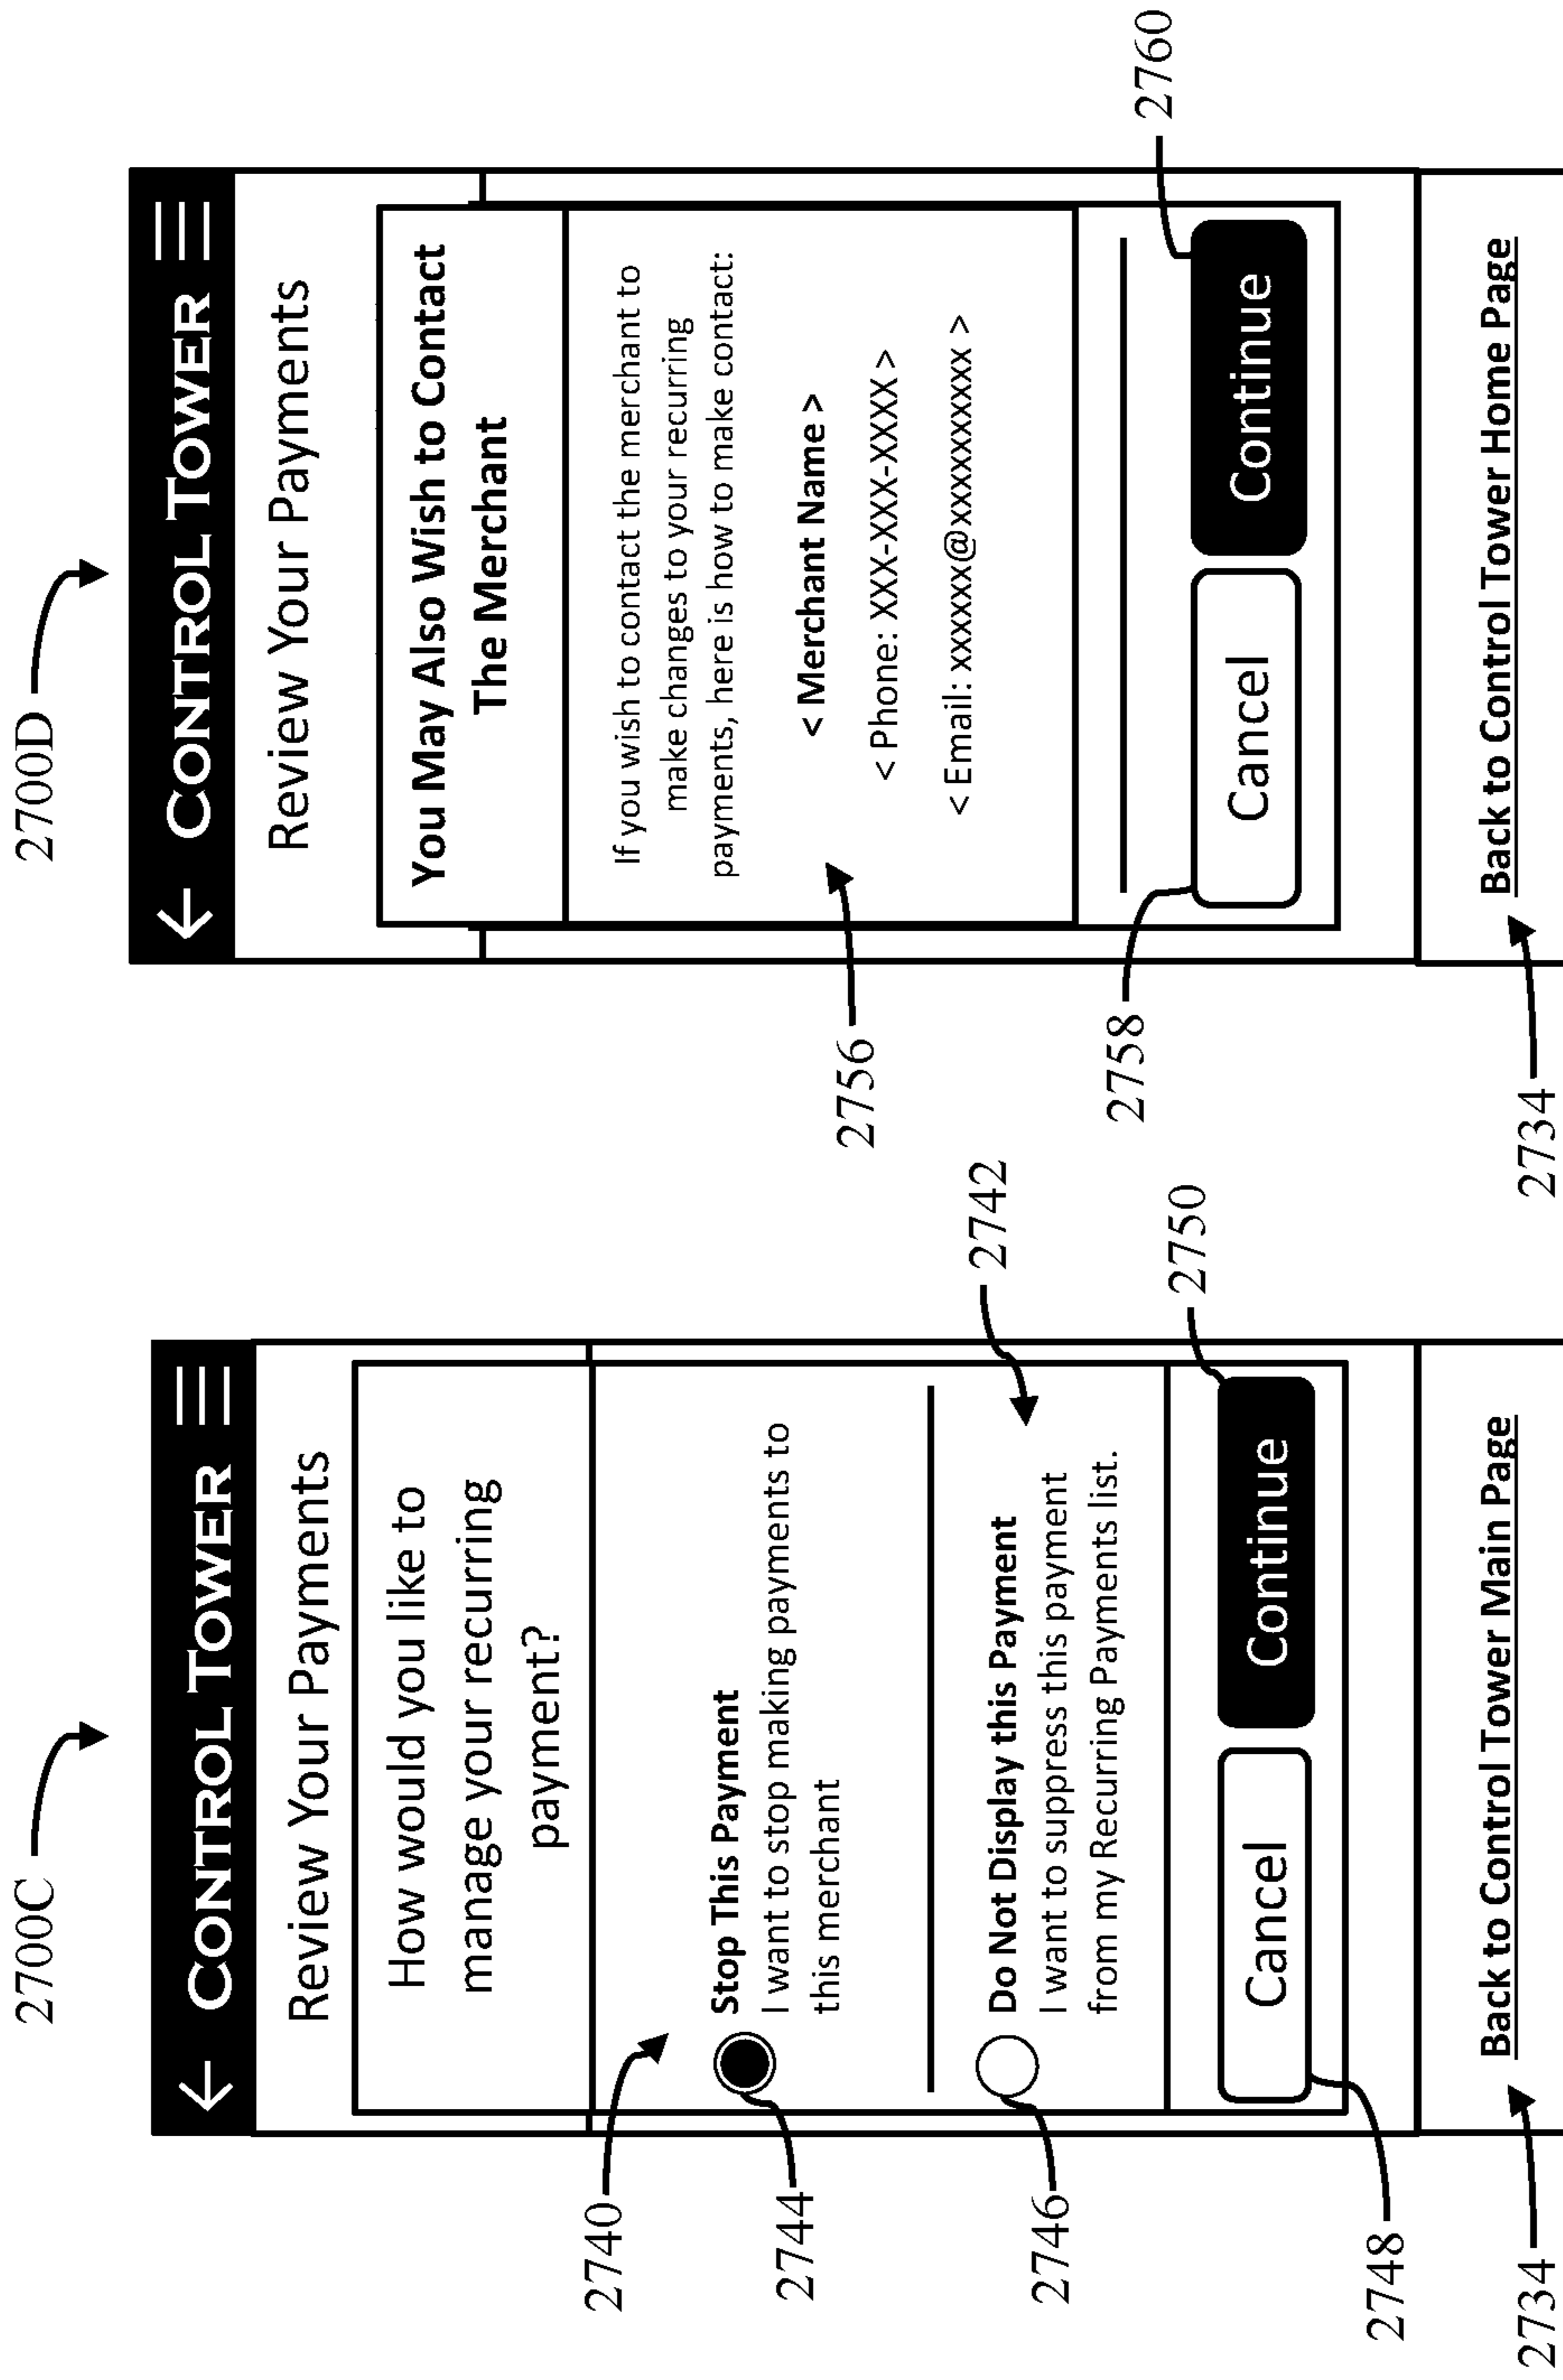 2700C
CONTROL TOWER
Review Your Payments
How would you like to
manage your recurring
payment?
2740
2744
Stop This Payment
I want to stop making payments to
this merchant
2742
2746
Do Not Display this Payment
I want to suppress this payment
from my Recurring Payments list.
2750
Cancel
Continue
2748
2734
Back to Control Tower Main Page
2700D
CONTROL TOWER
Review Your Payments
You May Also Wish to Contact
The Merchant
If you wish to contact the merchant to
make changes to your recurring
payments, here is how to make contact:
< Merchant Name >
2756
< Phone: XXX-XXX-XXXX >
< Email: xxxxx@xxxxxxxxx >
2758
2760
Cancel
Continue
2734
Back to Control Tower Home Page